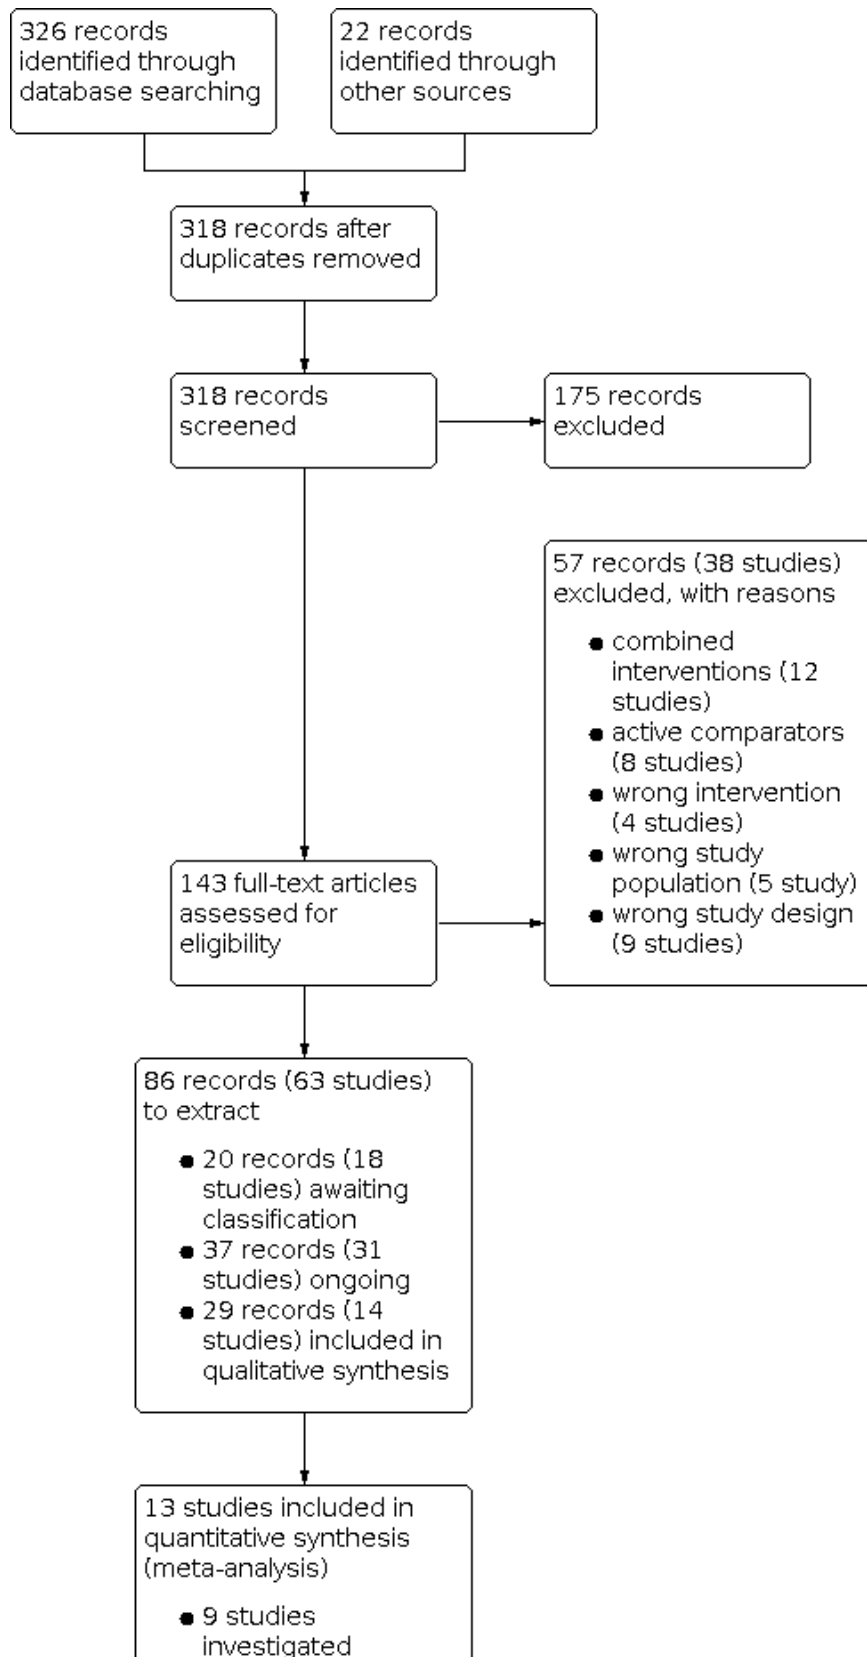 326 records
identified through
database searching
22 records
identified through
other sources
318 records after
duplicates removed
318 records
screened
175 records
excluded
57 records (38 studies)
excluded, with reasons
● combined
interventions (12
studies)
● active comparators
(8 studies)
● wrong intervention
(4 studies)
● wrong study
population (5 study)
● wrong study design
(9 studies)
143 full-text articles
assessed for
eligibility
86 records (63 studies)
to extract
● 20 records (18
studies) awaiting
classification
● 37 records (31
studies) ongoing
● 29 records (14
studies) included in
qualitative synthesis
13 studies included in
quantitative synthesis
(meta-analysis)
● 9 studies
investigated